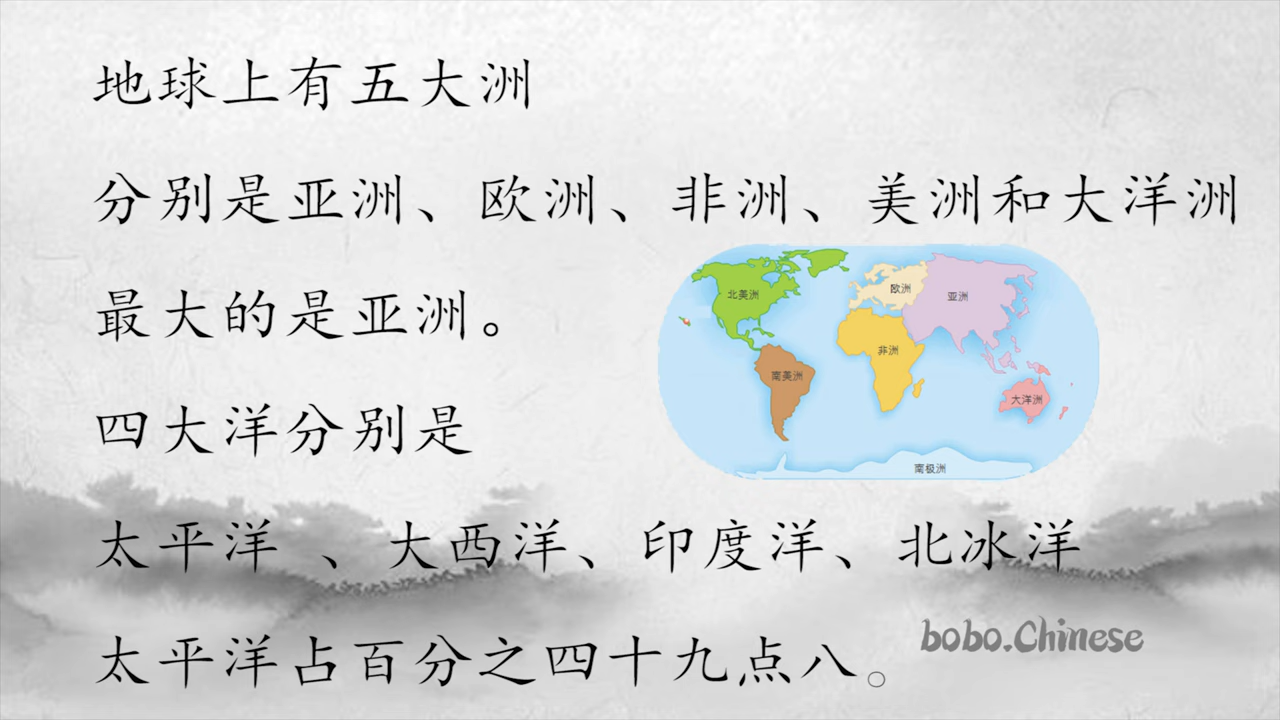 地球上有五大洲
分别是亚洲、欧洲、非洲、美洲和大洋洲
最大的是亚洲。
四大洋分别是
太平洋 、大西洋、印度洋、北冰洋
太平洋占百分之四十九点八。
北美洲
欧洲
亚洲
非洲
南美洲
大洋洲
南极洲
bobo.Chinese